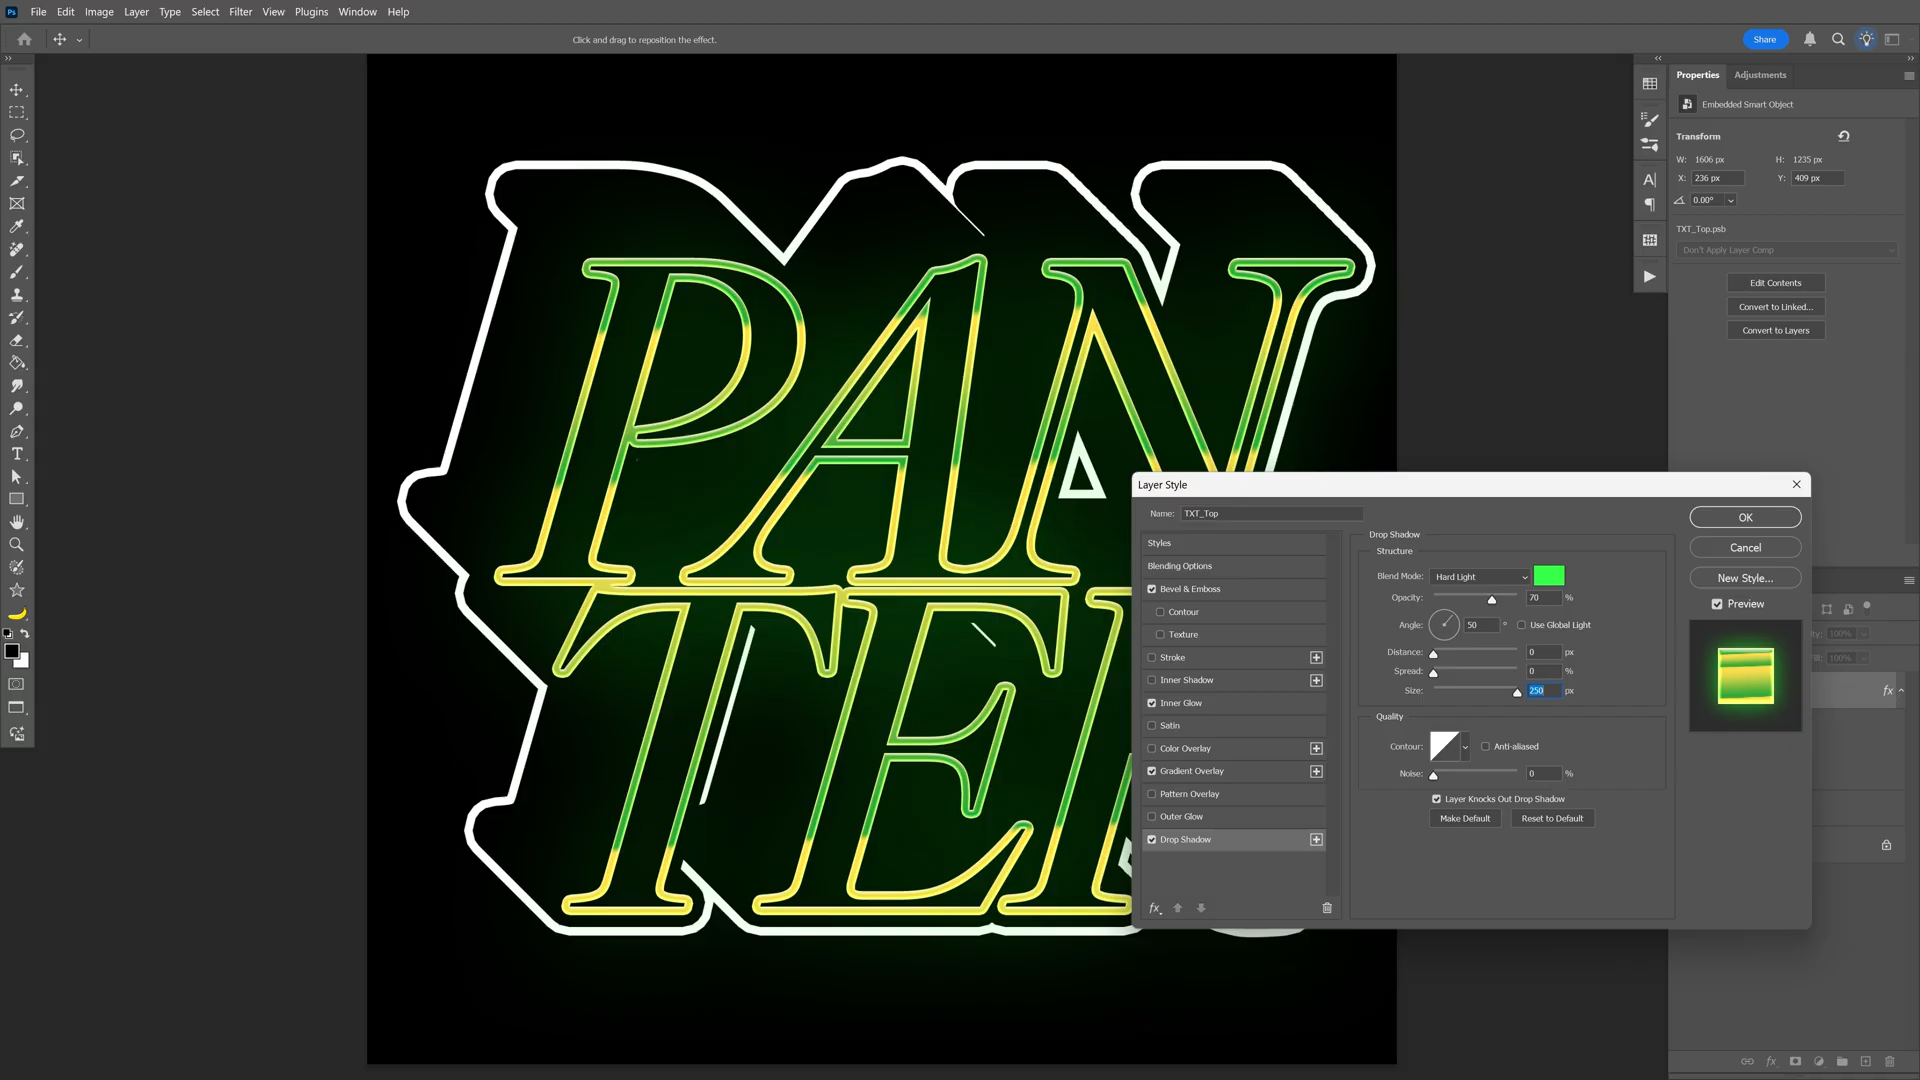 Ps File Edit Image Layer Type Select Filter View Plugins Window Help
Click and drag to reposition the effect.
Share
Properties Adjustments
Embedded Smart Object
Transform
W: 1606 px H: 1235 px
X: 236 px Y: 409 px
0.00°
TXT_Top.psb
Don't Apply Layer Comp
Edit Contents
Convert to Linked...
Convert to Layers
PAN
TE
Layer Style
Name: TXT_Top
Styles
Blending Options
Bevel & Emboss
Contour
Texture
Stroke
Inner Shadow
Inner Glow
Satin
Color Overlay
Gradient Overlay
Pattern Overlay
Outer Glow
Drop Shadow
fx
Drop Shadow
Structure
Blend Mode: Hard Light
Opacity: 70 %
Angle: 50 ° Use Global Light
Distance: 0 px
Spread: 0 %
Size: 250 px
Quality
Contour: Anti-aliased
Noise: 0 %
Layer Knocks Out Drop Shadow
Make Default Reset to Default
OK
Cancel
New Style...
Preview
100%
100%
fx
fx